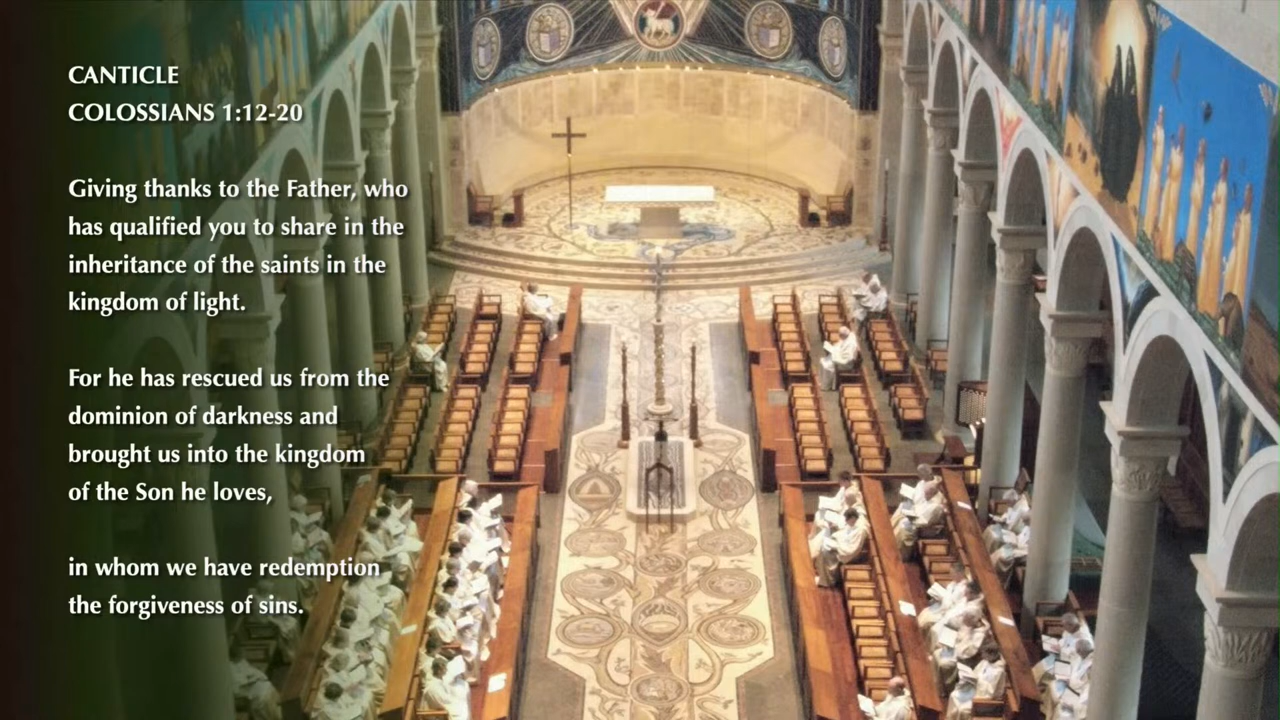 CANTICLE
COLOSSIANS 1:12-20
Giving thanks to the Father, who
has qualified you to share in the
inheritance of the saints in the
kingdom of light.
For he has rescued us from the
dominion of darkness and
brought us into the kingdom
of the Son he loves,
in whom we have redemption
the forgiveness of sins.